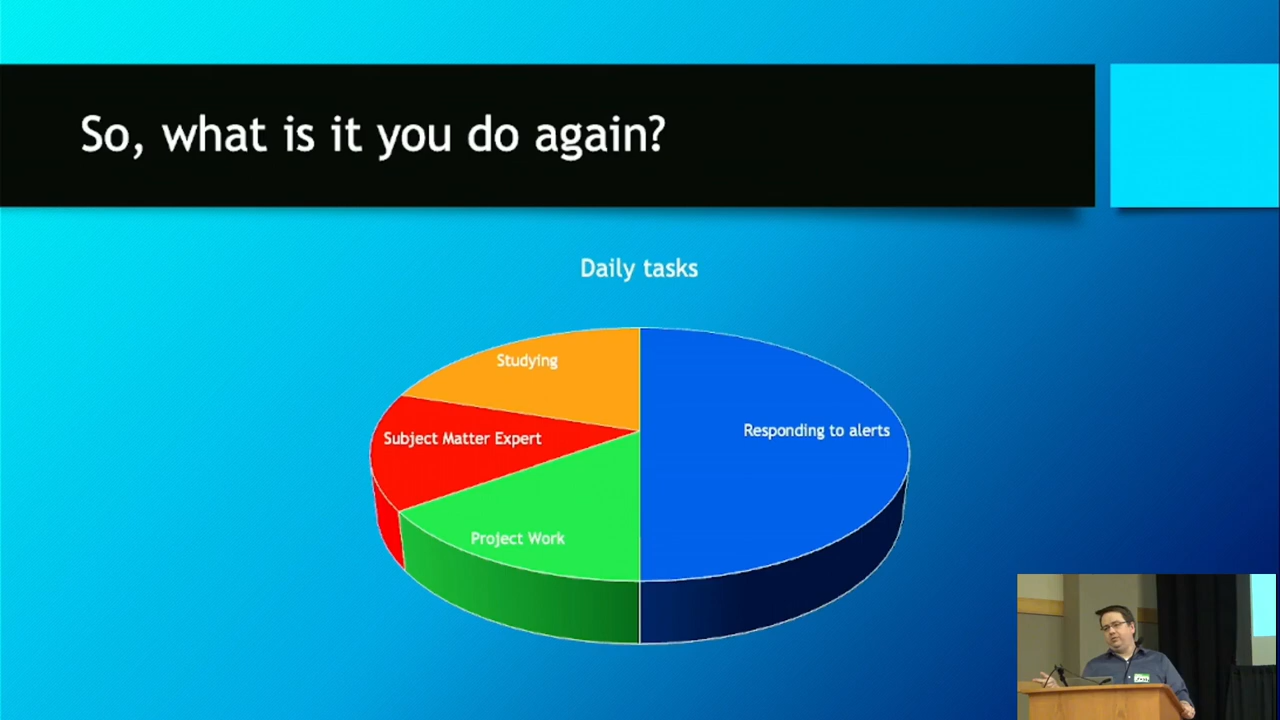 So, what is it you do again?
Daily tasks
Studying
Responding to alerts
Subject Matter Expert
Project Work